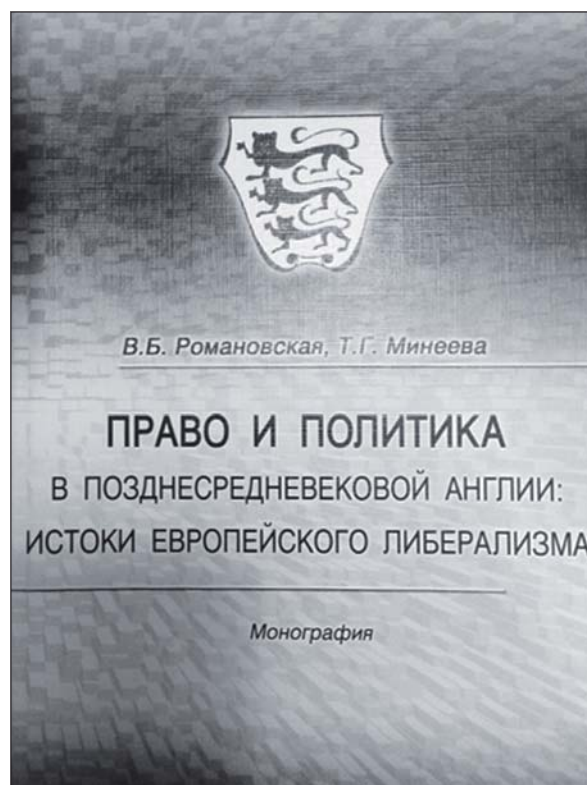 В.Б. Романовская, Т.Г. Минеева
ПРАВО И ПОЛИТИКА
В ПОЗДНЕСРЕДНЕВЕКОВОЙ АНГЛИИ:
ИСТОКИ ЕВРОПЕЙСКОГО ЛИБЕРАЛИЗМА
Монография